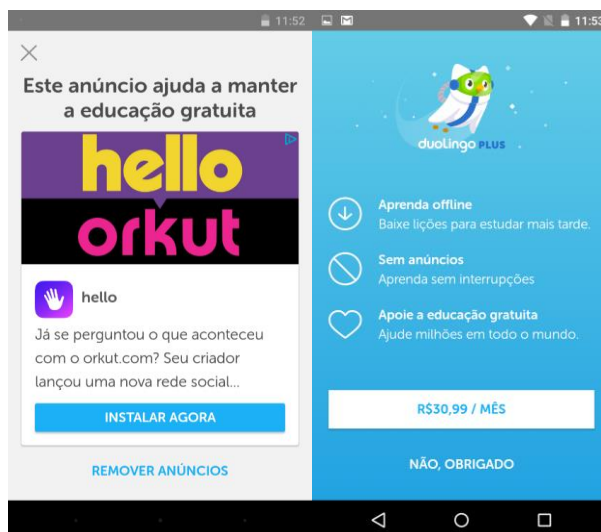 11:52
Este anúncio ajuda a manter
a educação gratuita
hello
orkut
hello
Já se perguntou o que aconteceu
com o orkut.com? Seu criador
lançou uma nova rede social...
INSTALAR AGORA
REMOVER ANÚNCIOS
11:53
duolingo PLUS
Aprenda offline
Baixe lições para estudar mais tarde.
Sem anúncios
Aprenda sem interrupções
Apoie a educação gratuita
Ajude milhões em todo o mundo.
R$30,99 / MÊS
NÃO, OBRIGADO